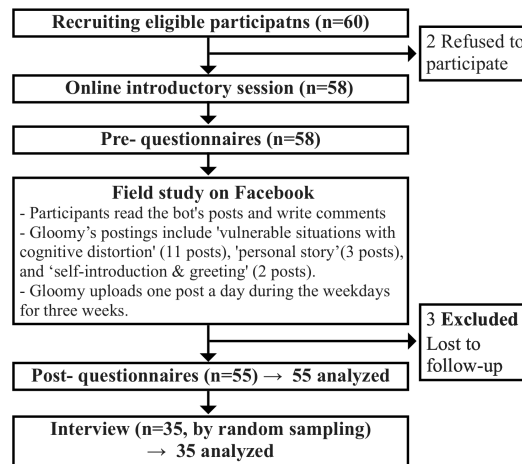 Recruiting eligible participatns (n=60)
2 Refused to
participate
Online introductory session (n=58)
Pre- questionnaires (n=58)
Field study on Facebook
- Participants read the bot's posts and write comments
- Gloomy's postings include 'vulnerable situations with
cognitive distortion' (11 posts), 'personal story'(3 posts),
and 'self-introduction & greeting' (2 posts).
- Gloomy uploads one post a day during the weekdays
for three weeks.
3 Excluded
Lost to
follow-up
Post- questionnaires (n=55) → 55 analyzed
Interview (n=35, by random sampling)
→ 35 analyzed